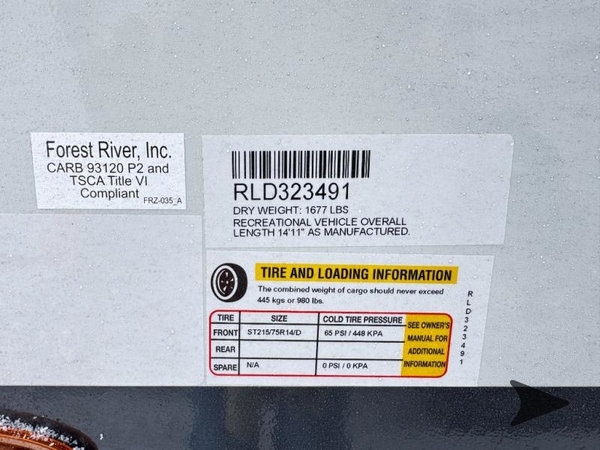 Forest River, Inc.
CARB 93120 P2 and
TSCA Title VI
Compliant
FRZ-035_A
RLD323491
DRY WEIGHT: 1677 LBS
RECREATIONAL VEHICLE OVERALL
LENGTH 14'11" AS MANUFACTURED.
TIRE AND LOADING INFORMATION
The combined weight of cargo should never exceed
445 kgs or 980 lbs.
TIRE SIZE COLD TIRE PRESSURE
FRONT ST215/75R14/D 65 PSI / 448 KPA
REAR
SPARE N/A 0 PSI / 0 KPA
SEE OWNER'S
MANUAL FOR
ADDITIONAL
INFORMATION
RLD323491